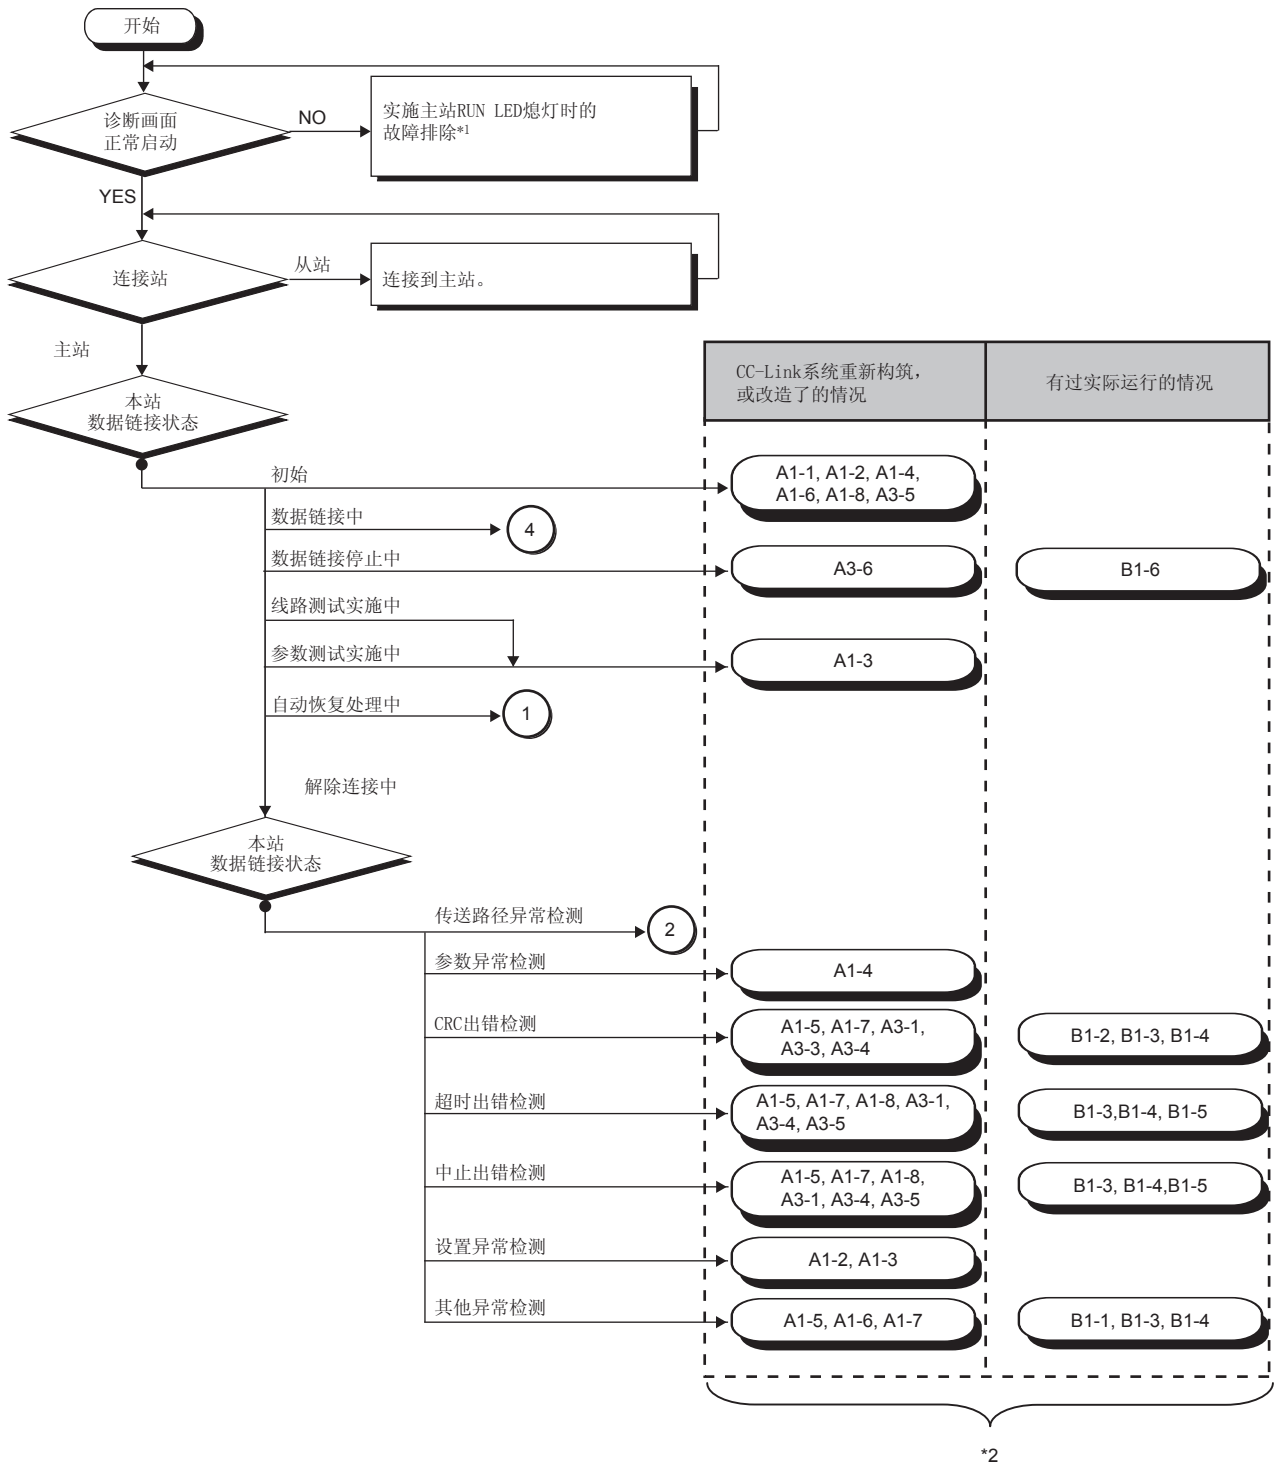 开始
诊断画面
正常启动
NO
实施主站RUN LED熄灯时的
故障排除*1
YES
连接站
从站
连接到主站。
主站
本站
数据链接状态
CC-Link系统重新构筑，
或改造了的情况
有过实际运行的情况
初始
A1-1, A1-2, A1-4,
A1-6, A1-8, A3-5
数据链接中
4
数据链接停止中
A3-6
B1-6
线路测试实施中
参数测试实施中
A1-3
自动恢复处理中
1
解除连接中
本站
数据链接状态
传送路径异常检测
2
参数异常检测
A1-4
CRC出错检测
A1-5, A1-7, A3-1,
A3-3, A3-4
B1-2, B1-3, B1-4
超时出错检测
A1-5, A1-7, A1-8, A3-1,
A3-4, A3-5
B1-3,B1-4, B1-5
中止出错检测
A1-5, A1-7, A1-8,
A3-1, A3-4, A3-5
B1-3, B1-4,B1-5
设置异常检测
A1-2, A1-3
其他异常检测
A1-5, A1-6, A1-7
B1-1, B1-3, B1-4
*2